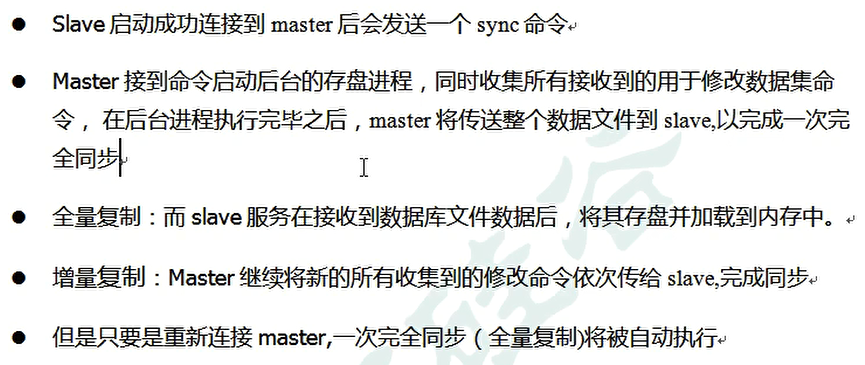 ● Slave 启动成功连接到 master 后会发送一个 sync 命令
● Master 接到命令启动后台的存盘进程，同时收集所有接收到的用于修改数据集命
令， 在后台进程执行完毕之后，master 将传送整个数据文件到 slave,以完成一次完
全同步
● 全量复制：而 slave 服务在接收到数据库文件数据后，将其存盘并加载到内存中。
● 增量复制：Master 继续将新的所有收集到的修改命令依次传给 slave,完成同步
● 但是只要是重新连接 master,一次完全同步（全量复制)将被自动执行